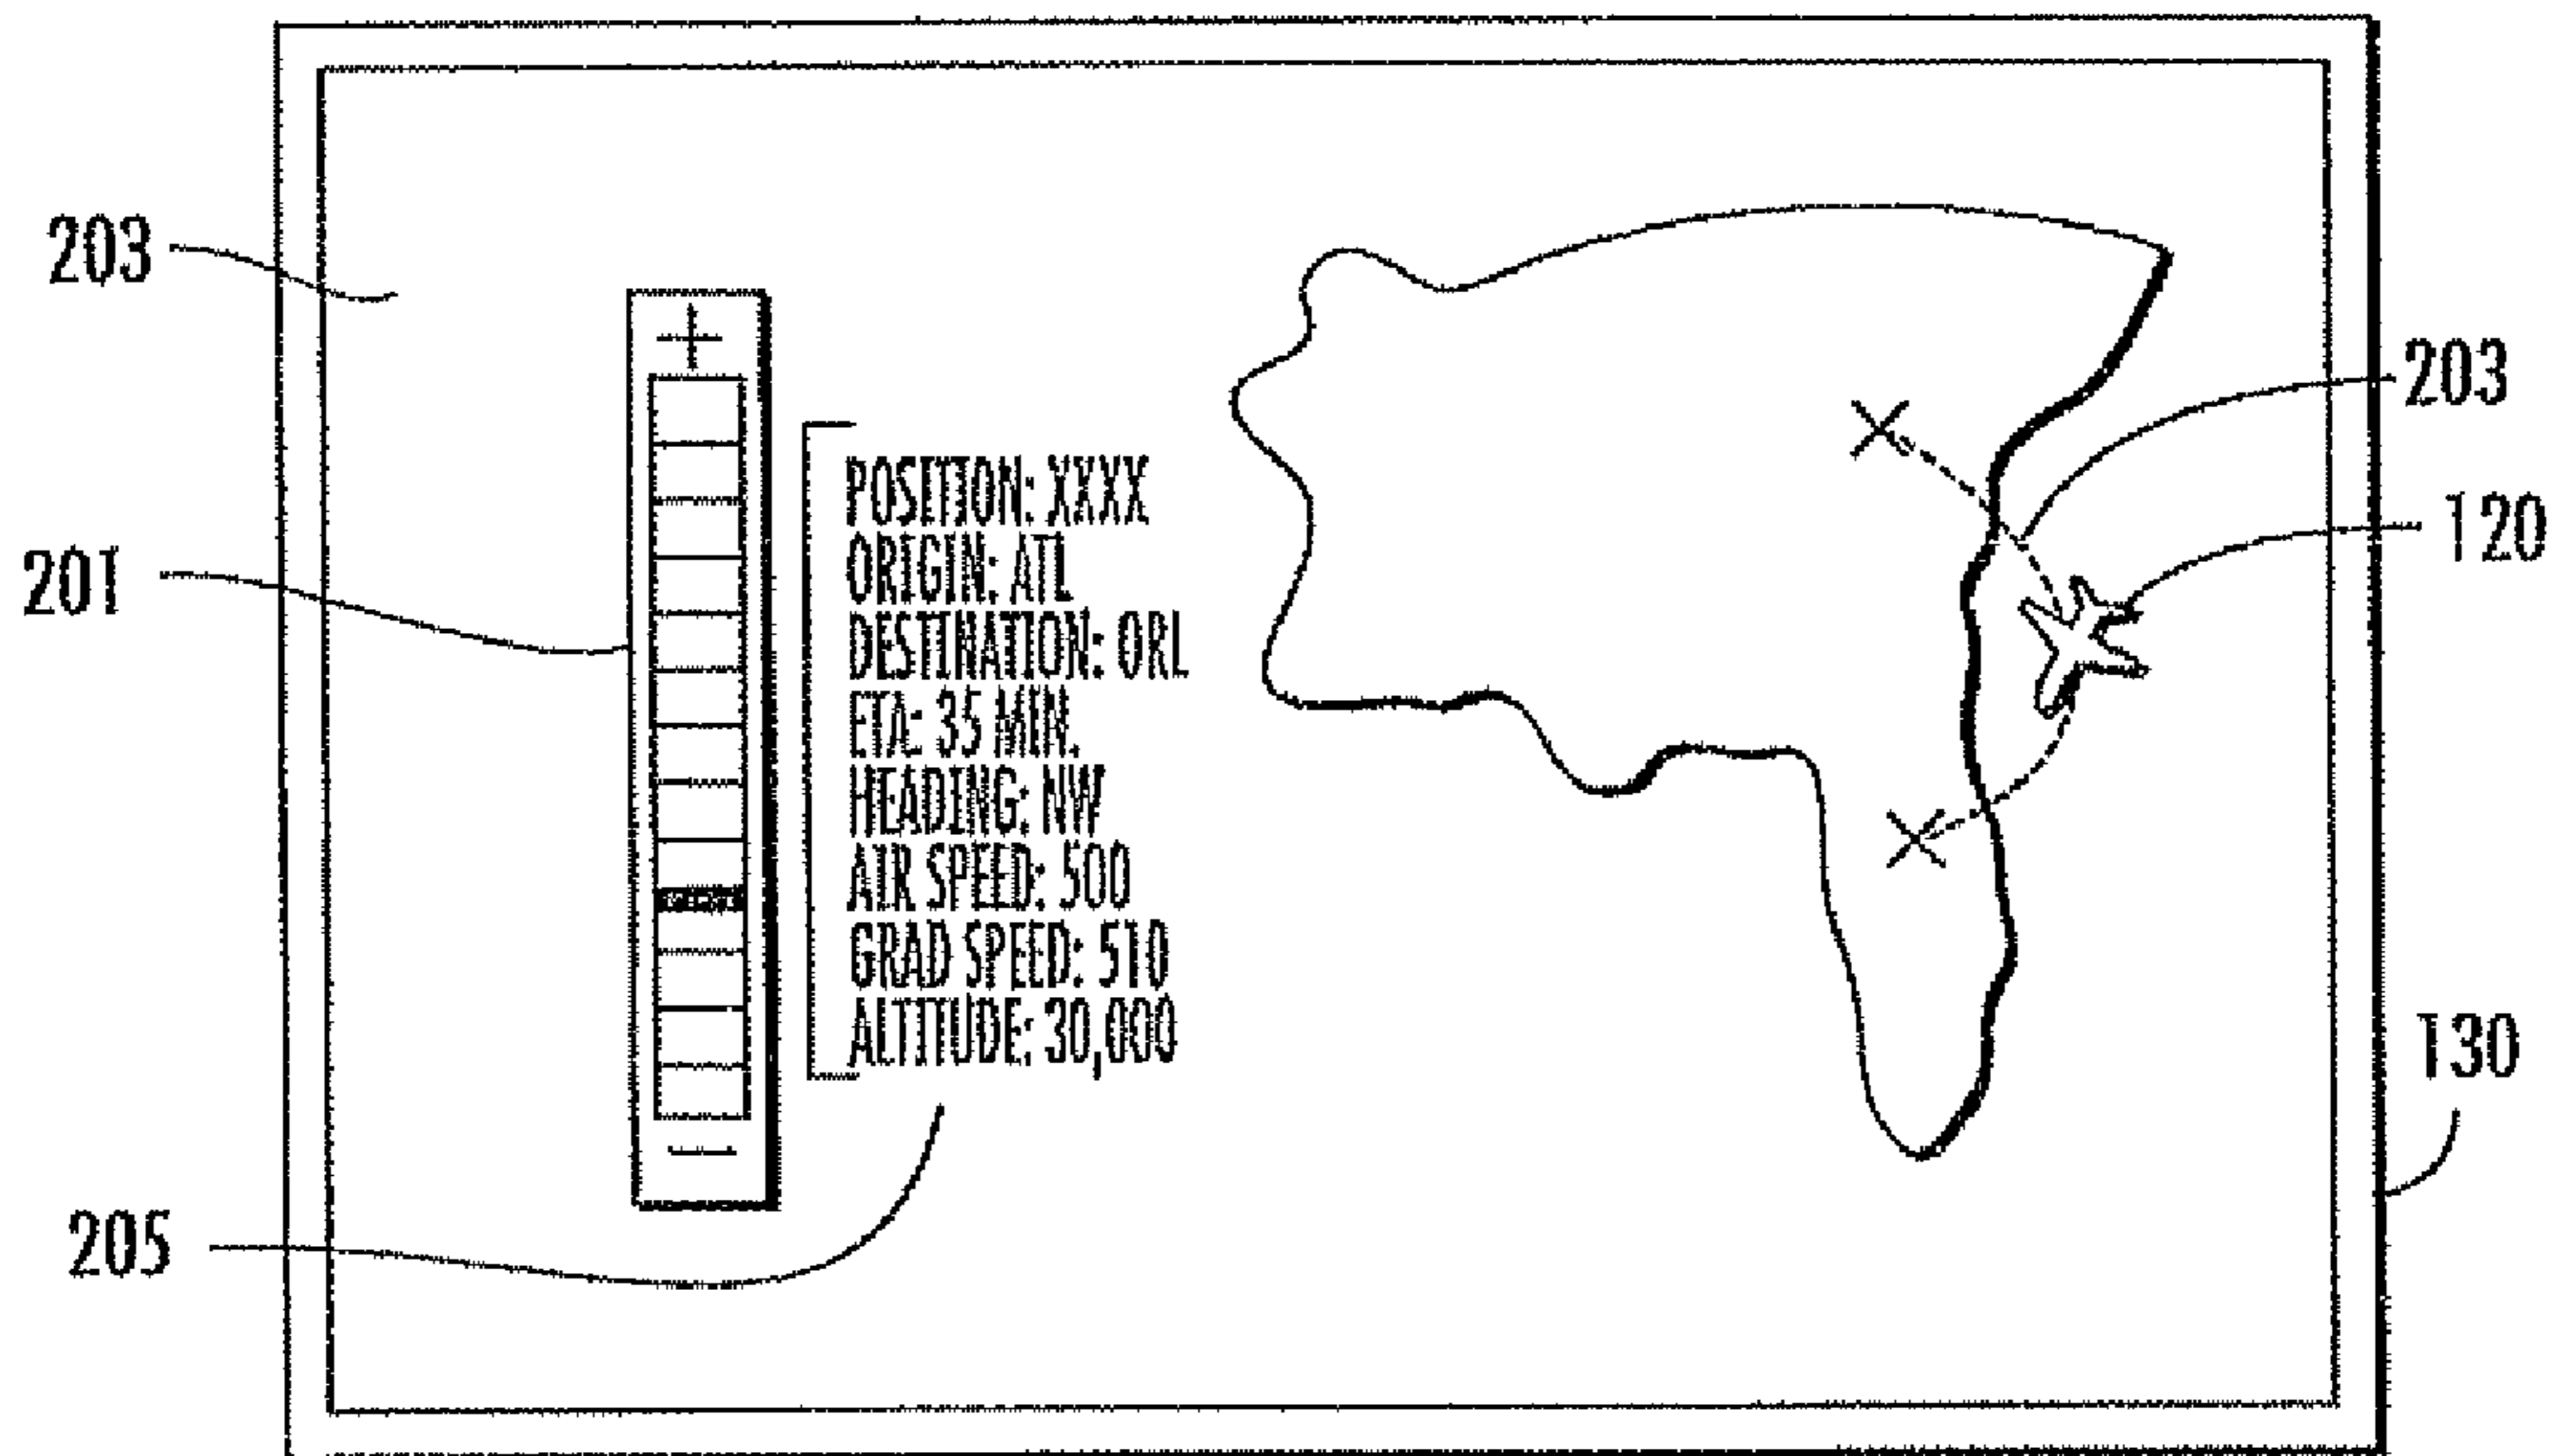 203
201
205
+
−
POSITION: XXXX
ORIGIN: ATL
DESTINATION: ORL
ETA: 35 MIN.
HEADING: NW
AIR SPEED: 500
GRAD SPEED: 510
ALTITUDE: 30,000
203
120
130